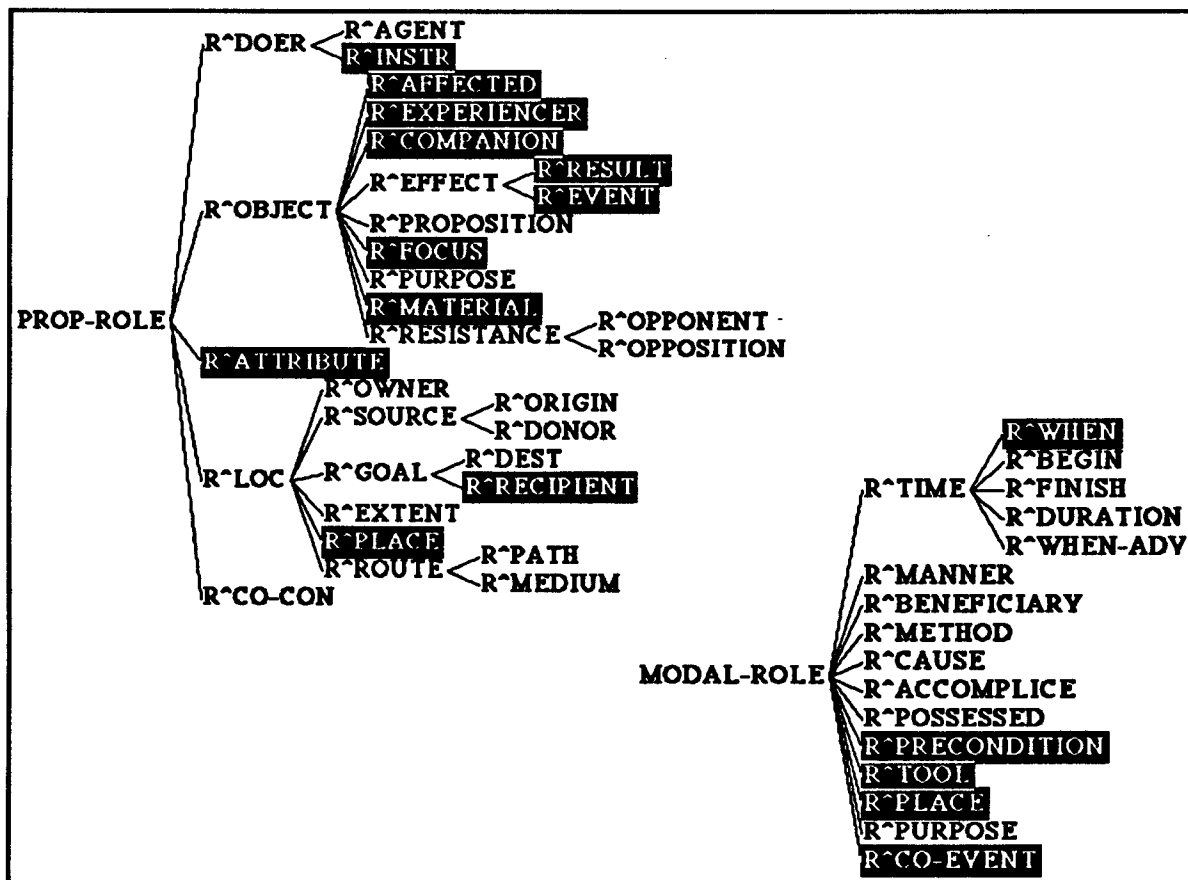 R^DOER
R^AGENT
R^INSTR
R^AFFECTED
R^EXPERIENCER
R^COMPANION
R^EFFECT
R^RESULT
R^EVENT
R^OBJECT
R^PROPOSITION
R^FOCUS
R^PURPOSE
R^MATERIAL
R^RESISTANCE
R^OPPONENT
R^OPPOSITION
PROP-ROLE
R^ATTRIBUTE
R^OWNER
R^SOURCE
R^ORIGIN
R^DONOR
R^LOC
R^GOAL
R^DEST
R^RECIPIENT
R^EXTENT
R^PLACE
R^ROUTE
R^PATH
R^MEDIUM
R^CO-CON
R^WHEN
R^BEGIN
R^TIME
R^FINISH
R^DURATION
R^WHEN-ADV
R^MANNER
R^BENEFICIARY
R^METHOD
R^CAUSE
MODAL-ROLE
R^ACCOMPLICE
R^POSSESSED
R^PRECONDITION
R^TOOL
R^PLACE
R^PURPOSE
R^CO-EVENT